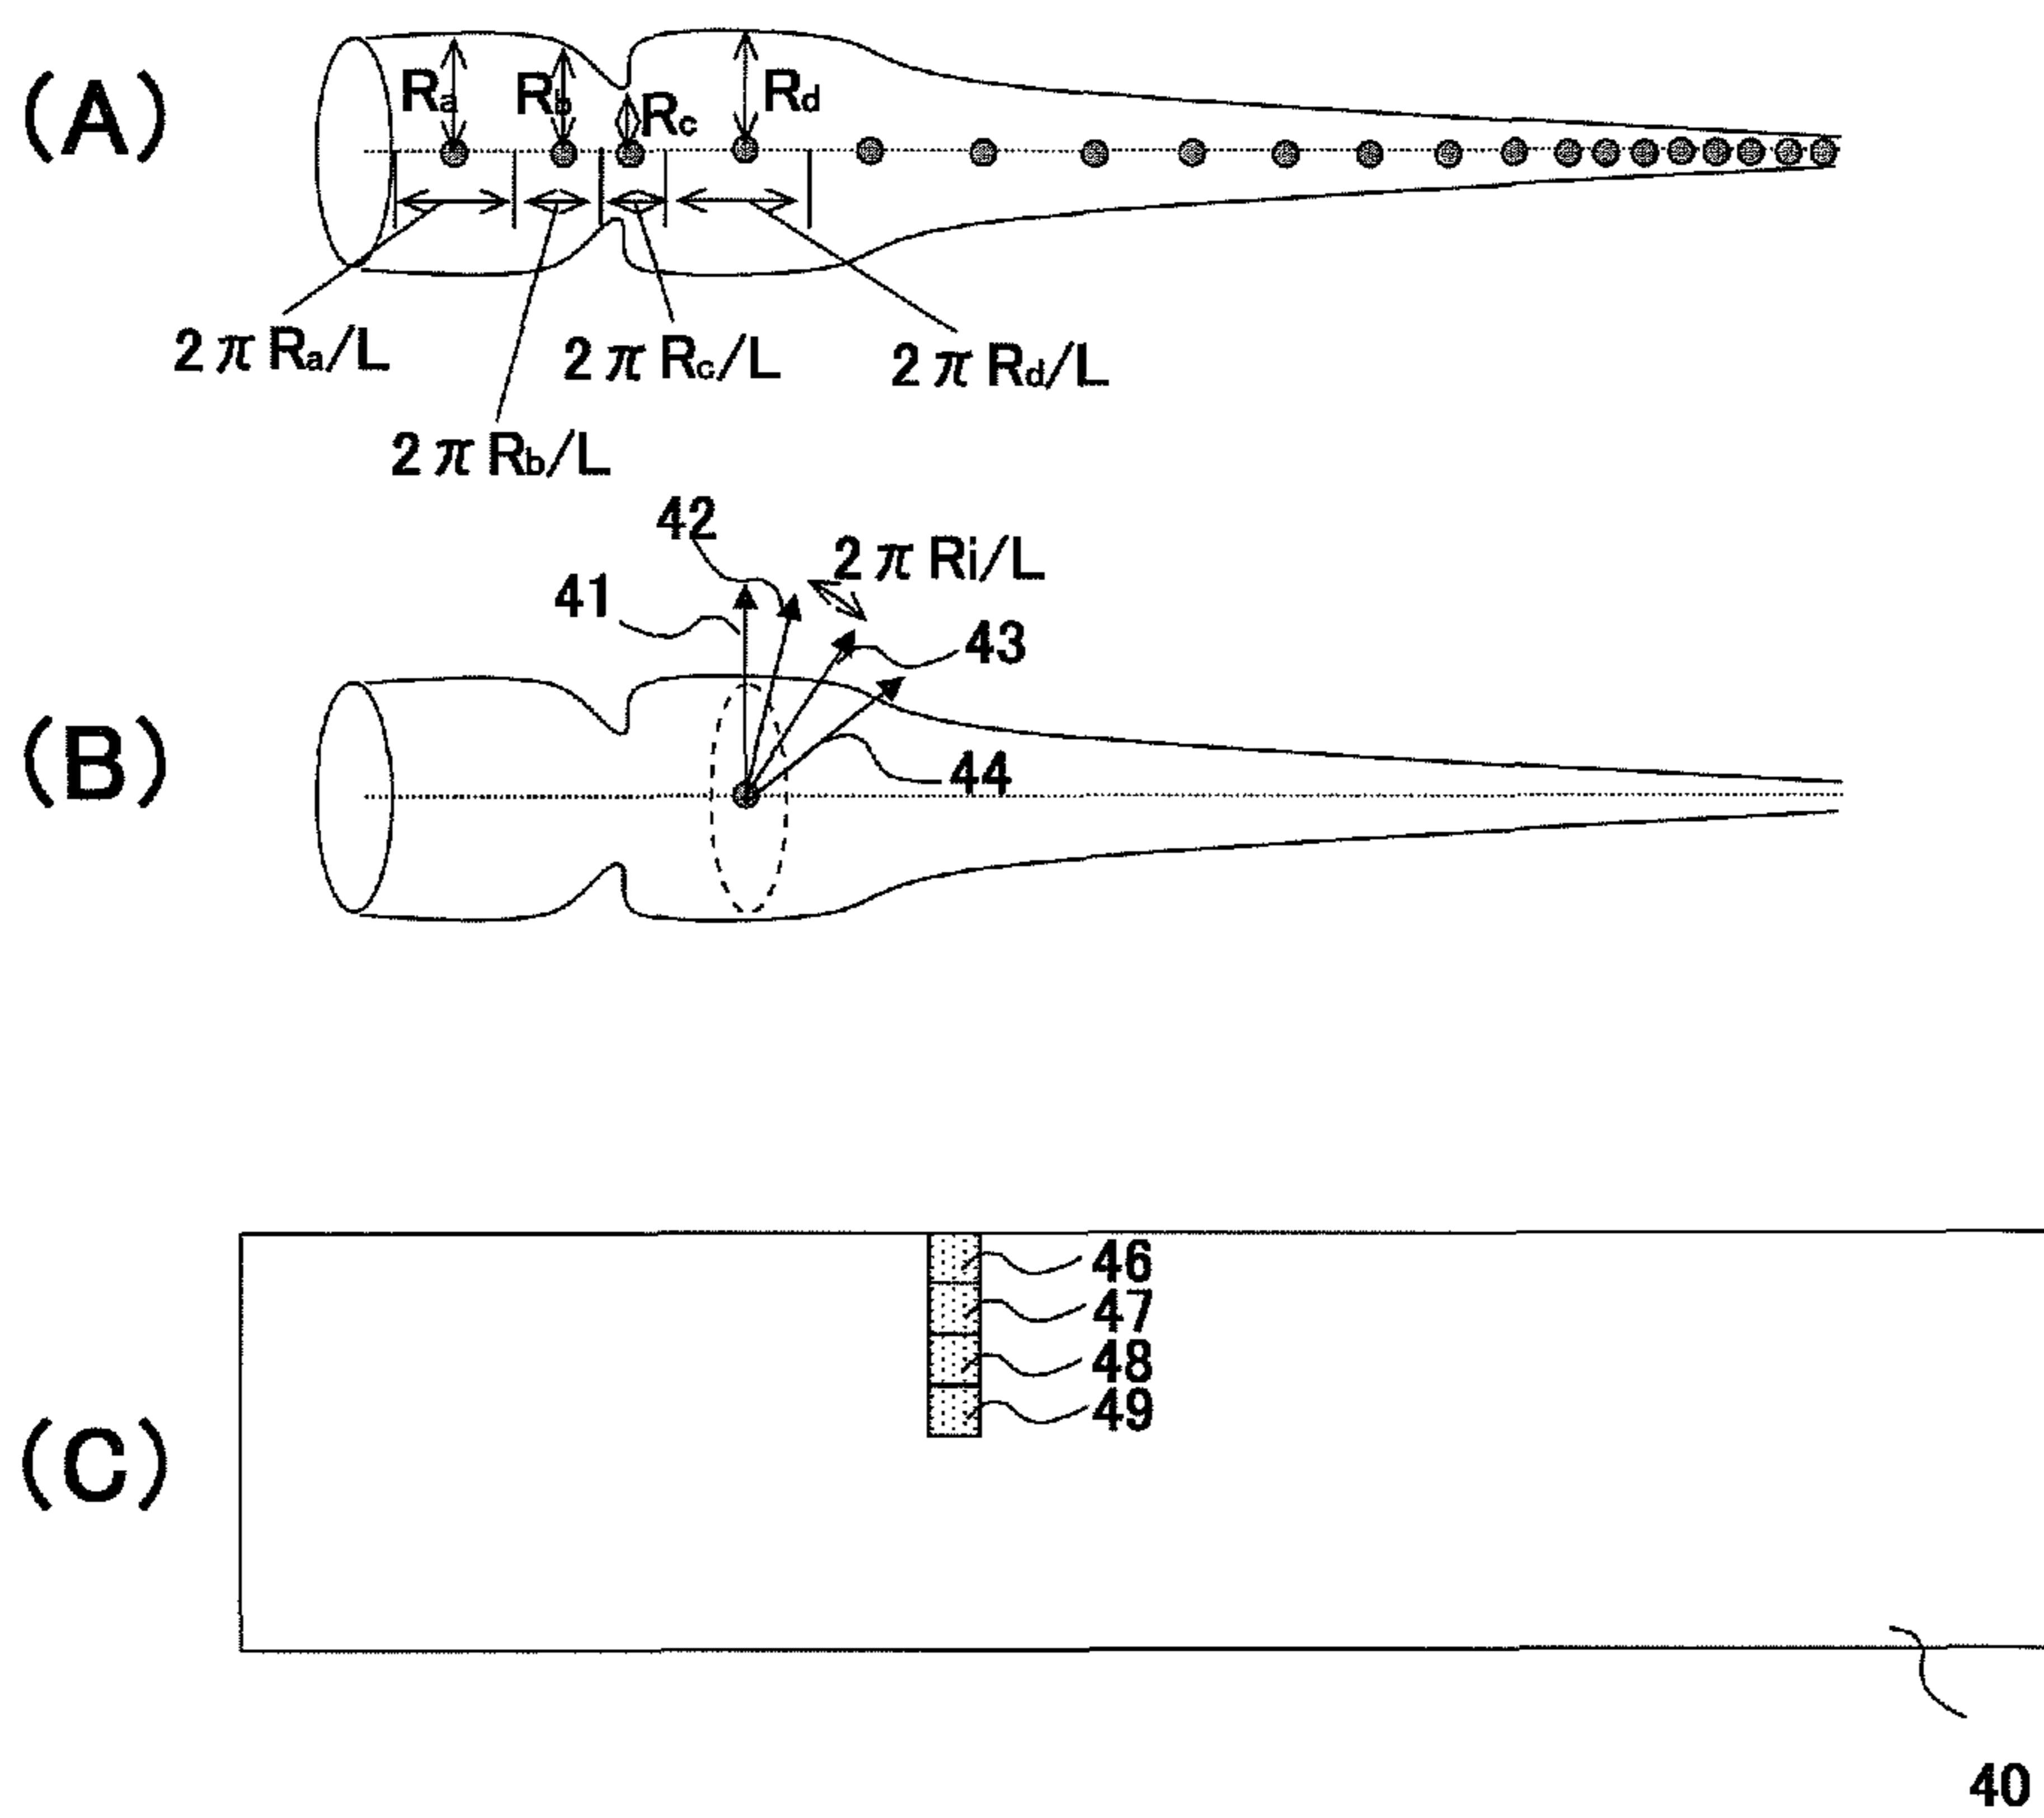 (A)
Ra Rb Rc Rd
2πRa/L 2πRc/L 2πRd/L
2πRb/L
42
2πRi/L
41
43
(B)
44
46
47
48
49
(C)
40